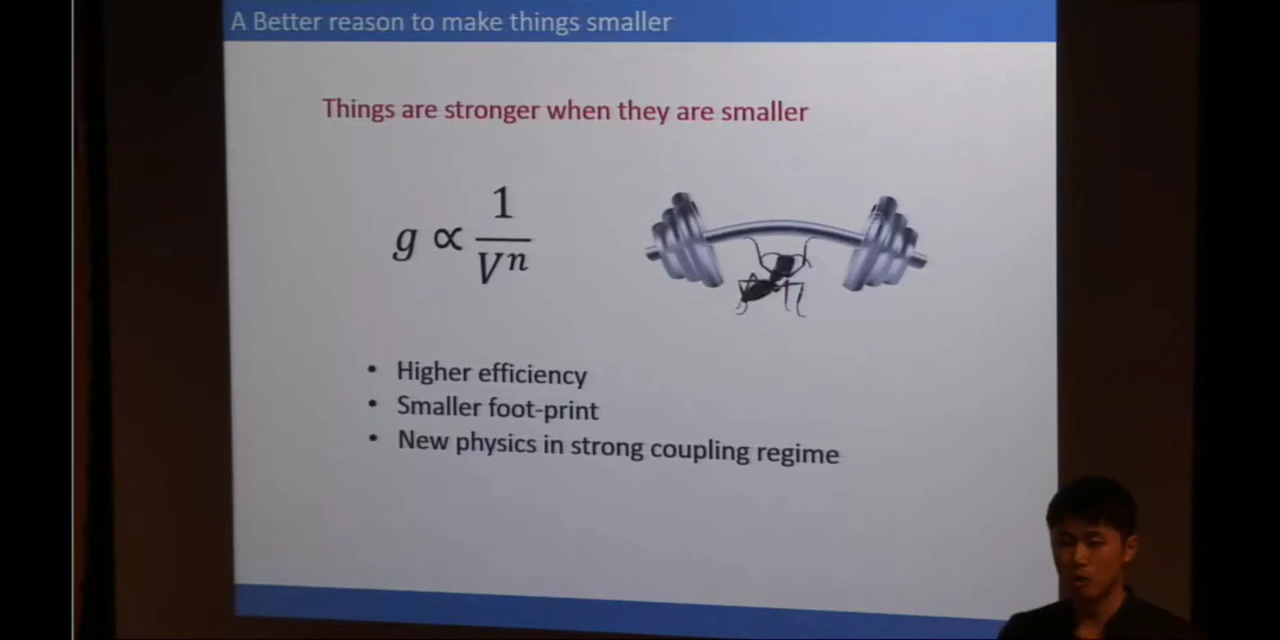 A Better reason to make things smaller
Things are stronger when they are smaller
g ∝ 1/Vⁿ
• Higher efficiency
• Smaller foot-print
• New physics in strong coupling regime